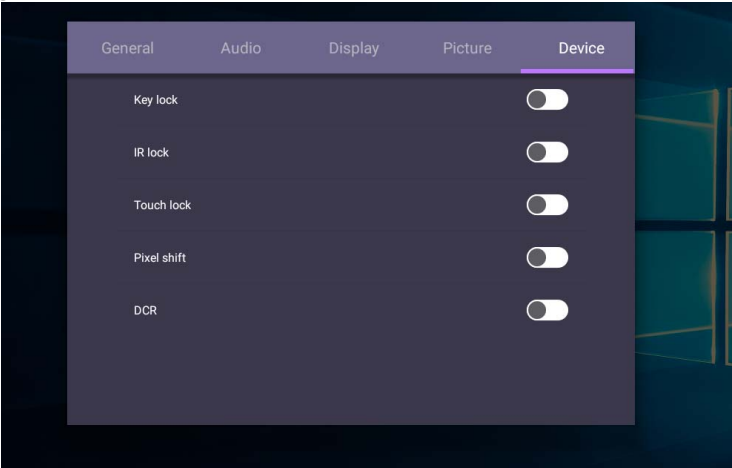 General Audio Display Picture Device
Key lock
IR lock
Touch lock
Pixel shift
DCR